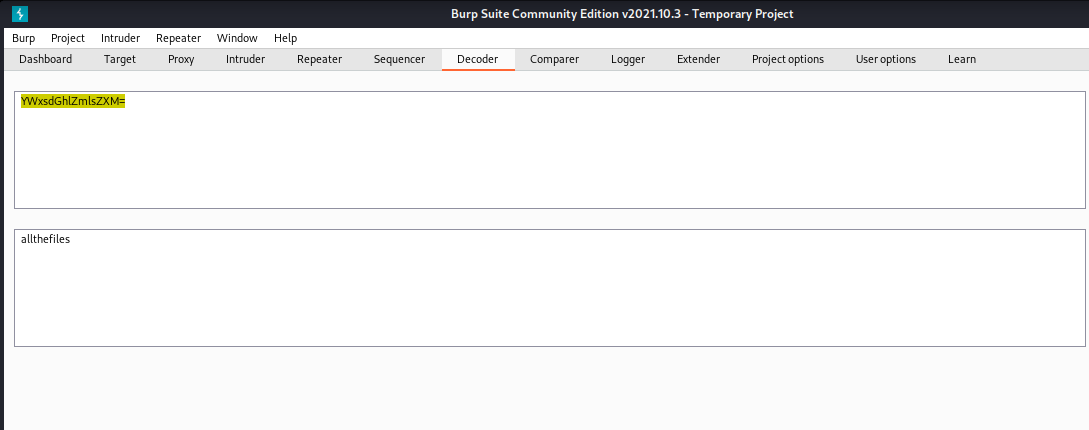 Burp Suite Community Edition v2021.10.3 - Temporary Project
Burp Project Intruder Repeater Window Help
Dashboard Target Proxy Intruder Repeater Sequencer Decoder Comparer Logger Extender Project options User options Learn
YWxsdGhlZmlsZXM=
allthefiles